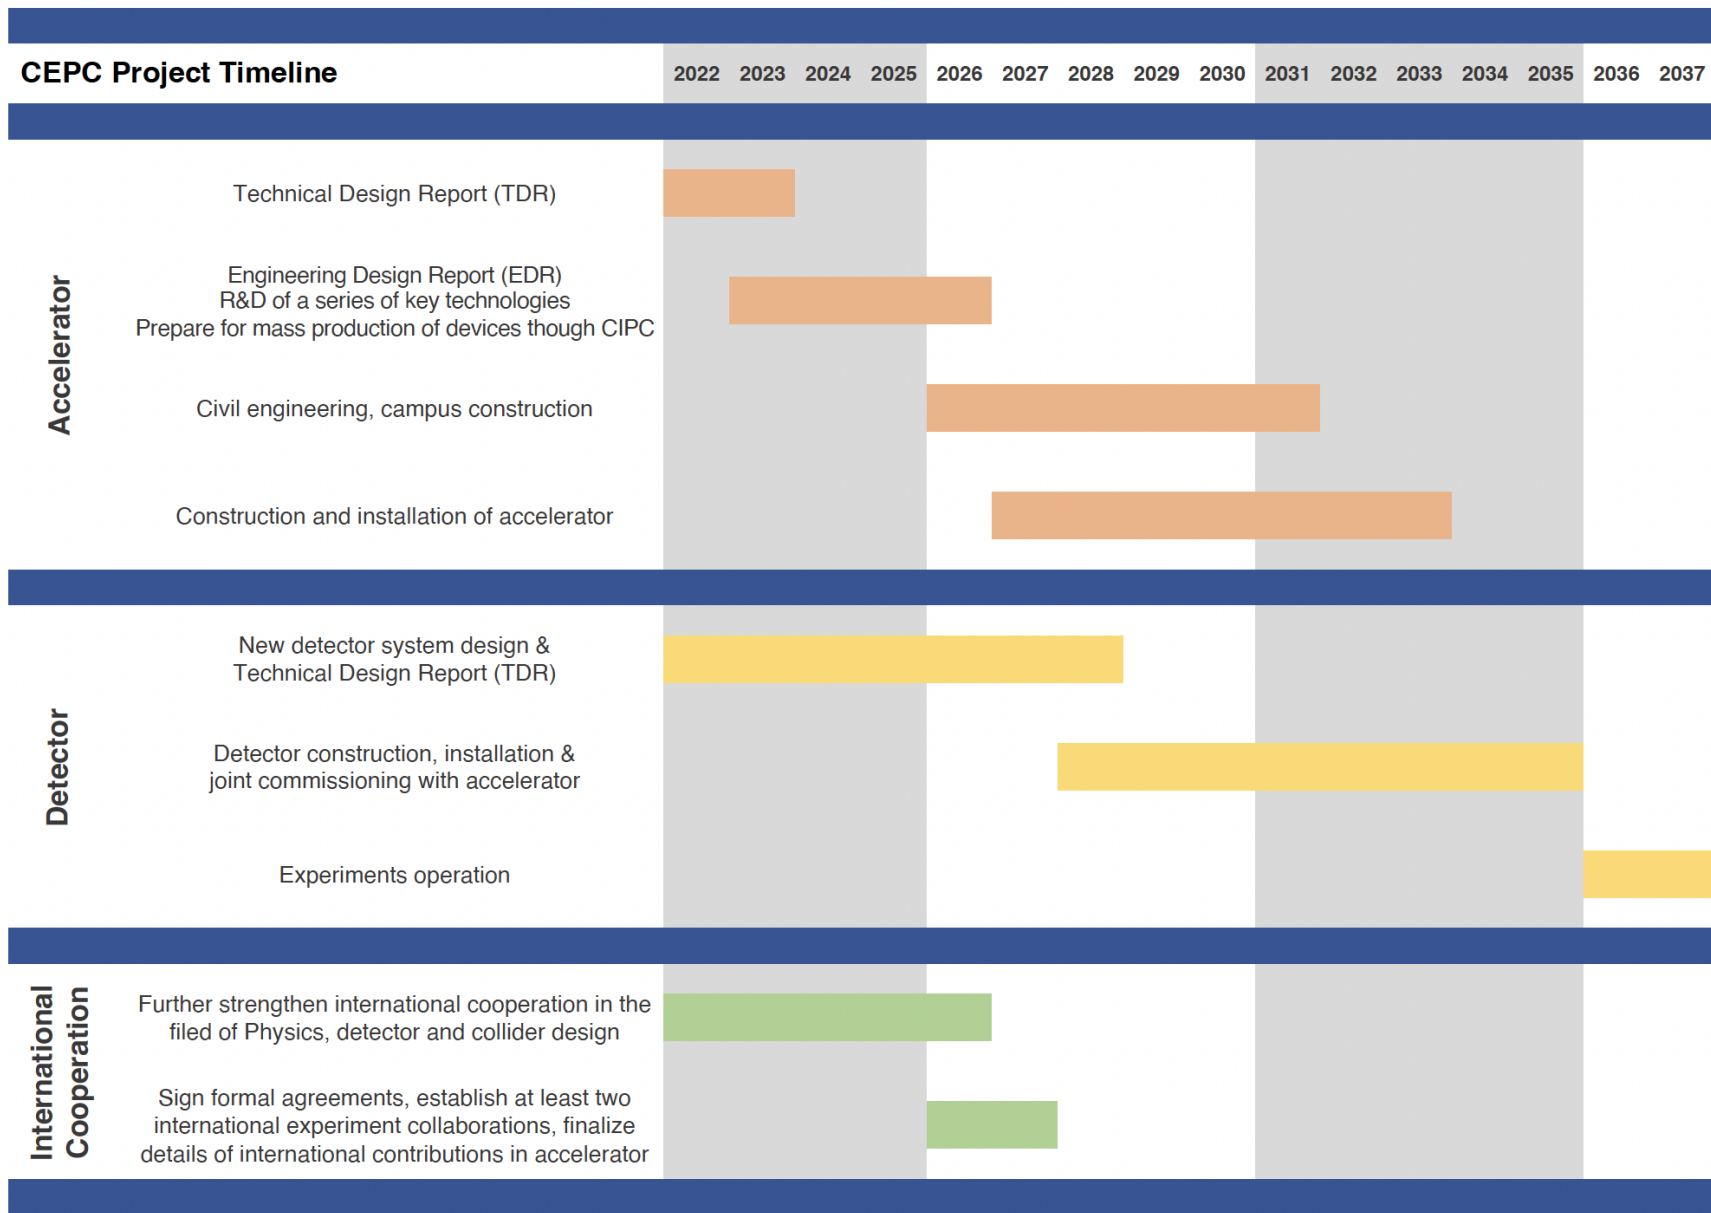 CEPC Project Timeline 2022 2023 2024 2025 2026 2027 2028 2029 2030 2031 2032 2033 2034 2035 2036 2037
Accelerator
Technical Design Report (TDR)
Engineering Design Report (EDR)
R&D of a series of key technologies
Prepare for mass production of devices though CIPC
Civil engineering, campus construction
Construction and installation of accelerator
Detector
New detector system design &
Technical Design Report (TDR)
Detector construction, installation &
joint commissioning with accelerator
Experiments operation
International
Cooperation
Further strengthen international cooperation in the
filed of Physics, detector and collider design
Sign formal agreements, establish at least two
international experiment collaborations, finalize
details of international contributions in accelerator